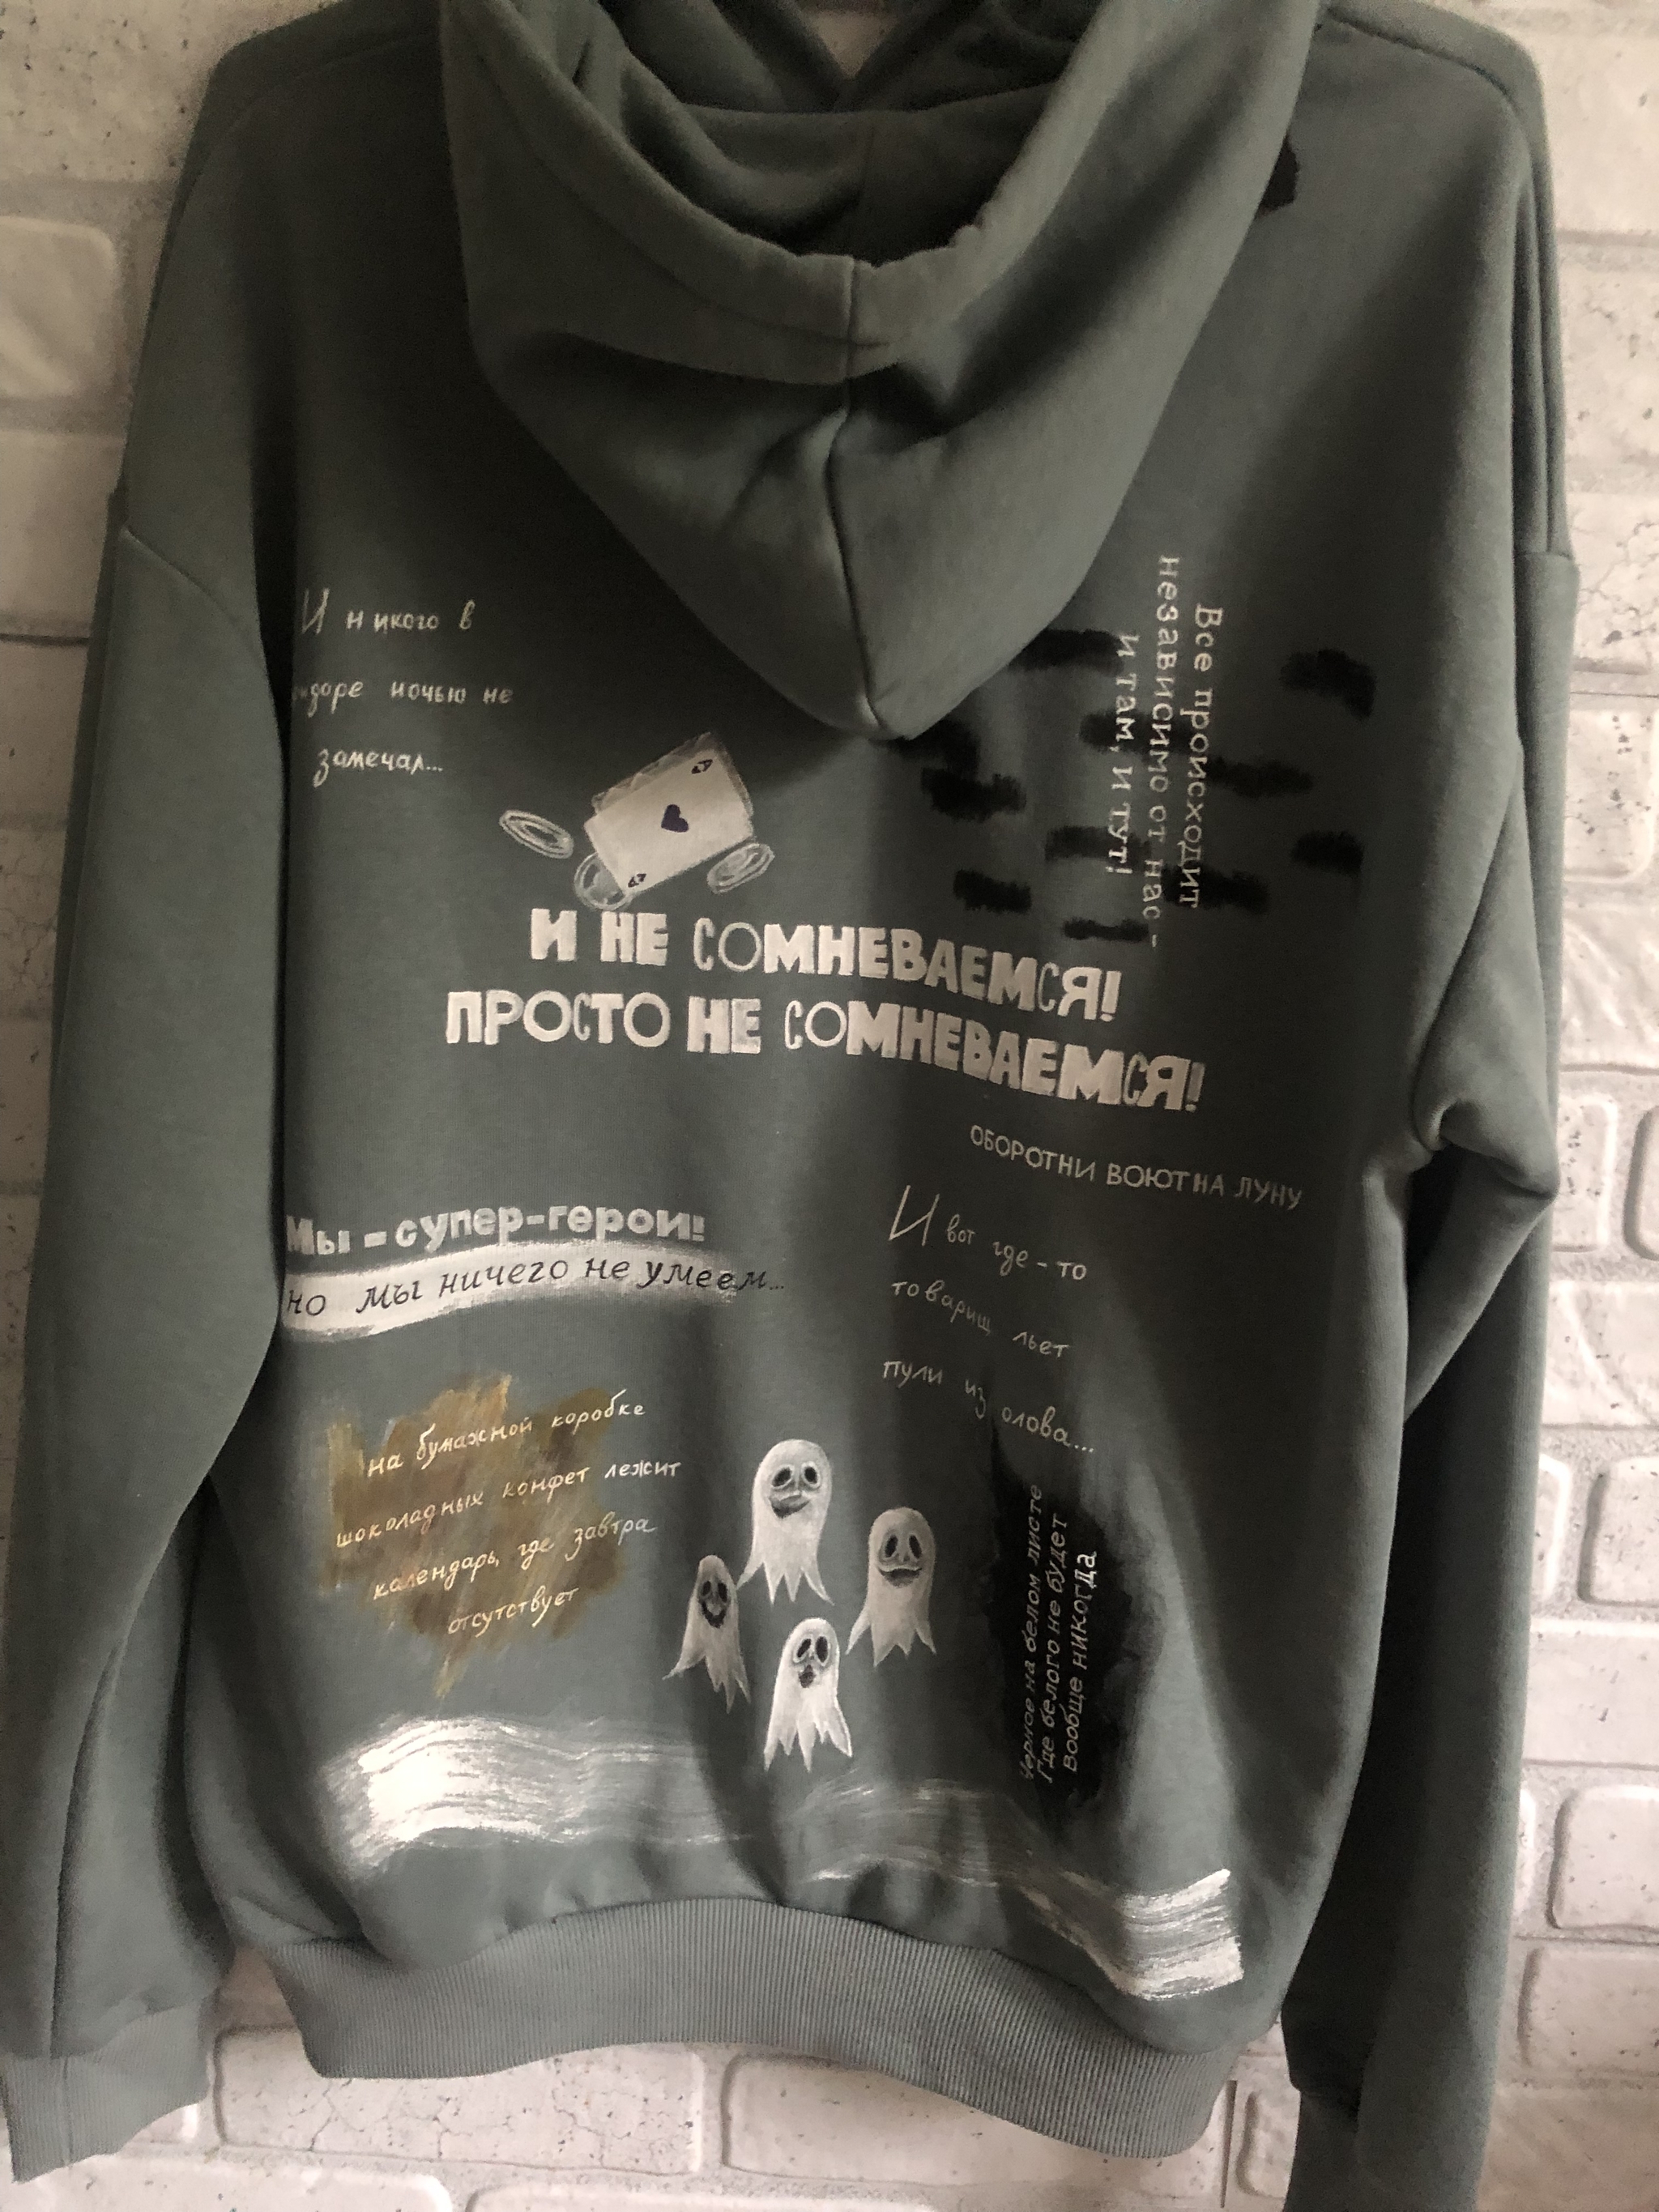 И никого в
ночью не
замечал...
Все происходит
независимо от нас-
и там, и тут!
A
A
И НЕ СОМНЕВАЕМСЯ!
ПРОСТО НЕ СОМНЕВАЕМСЯ!
ОБОРОТНИ ВОЮТ НА ЛУНУ
Мы - супер-герои!
но мы ничего не умеем...
И вот где-то
товарищ льет
пули из олова...
на бумажной коробке
шоколадных конфет лежит
календарь, где завтра
отсутствует
Черное на белом листе
Где белого не будет
вообще никогда